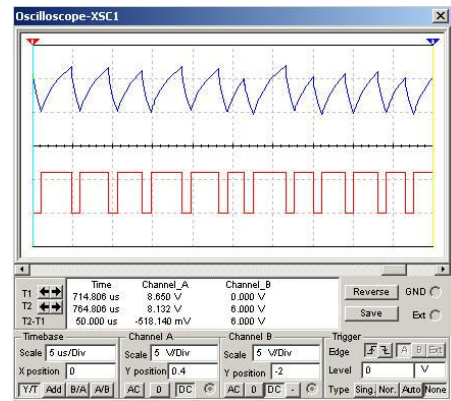 Oscilloscope-XSC1
1 2
Time Channel_A Channel_B
T1 714.806 us 8.650 V 0.000 V
T2 764.806 us 8.132 V 6.000 V
T2-T1 50.000 us -518.140 mV 6.000 V
Reverse GND
Save Ext
Timebase Channel A Channel B Trigger
Scale 5 us/Div Scale 5 V/Div Scale 5 V/Div Edge A B Ext
X position 0 Y position 0.4 Y position -2 Level 0 V
Y/T Add B/A A/B AC 0 DC AC 0 DC - Type Sing. Nor. Auto None